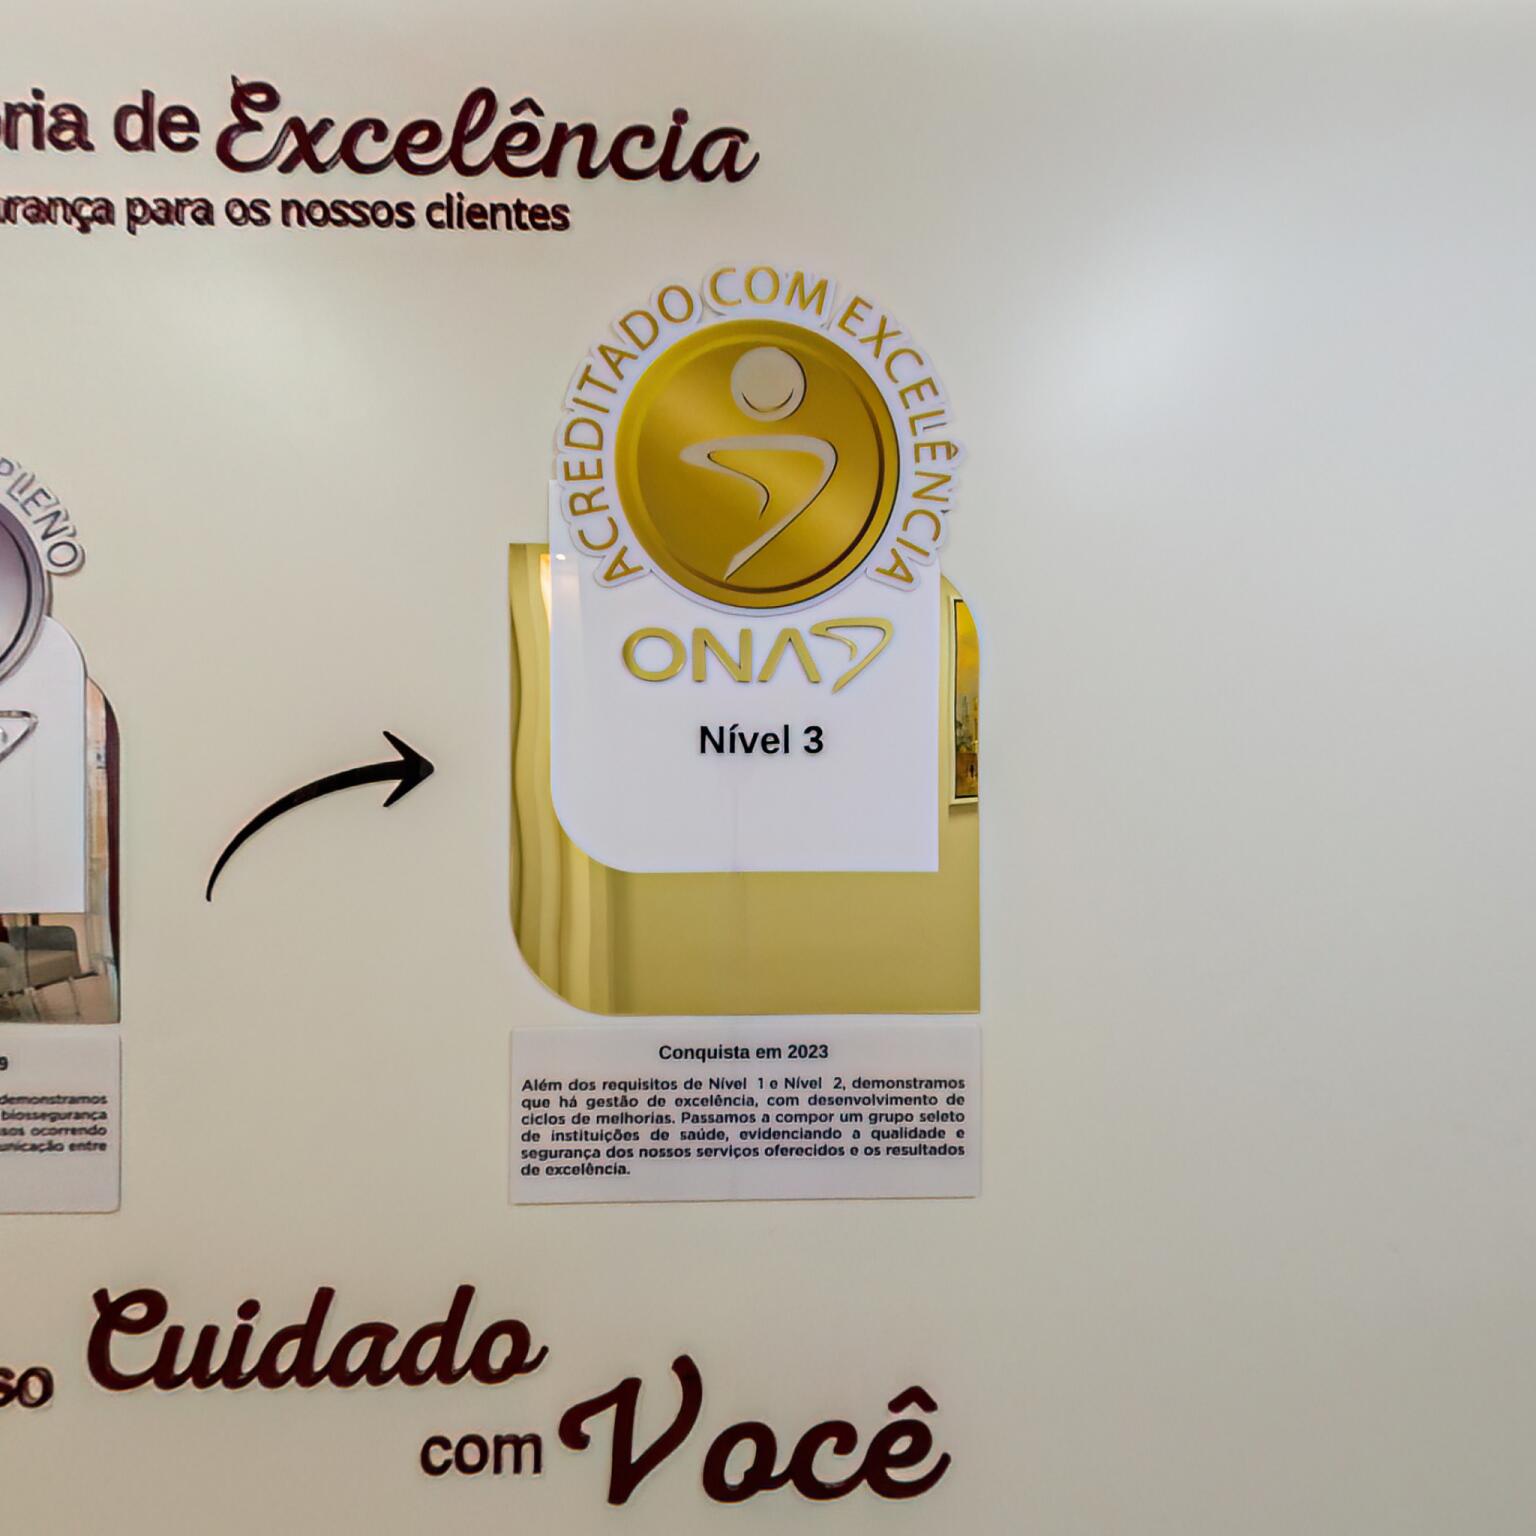 ria de Excelência
rança para os nossos clientes
PLENO
ACREDITADO COM EXCELÊNCIA
ONA
Nível 3
9
demonstramos
biossegurança
ocorrendo
entre
Conquista em 2023
Além dos requisitos de Nível 1 e Nível 2, demonstramos
que há gestão de excelência, com desenvolvimento de
ciclos de melhorias. Passamos a compor um grupo seleto
de instituições de saúde, evidenciando a qualidade e
segurança dos nossos serviços oferecidos e os resultados
de excelência.
so Cuidado
com Você